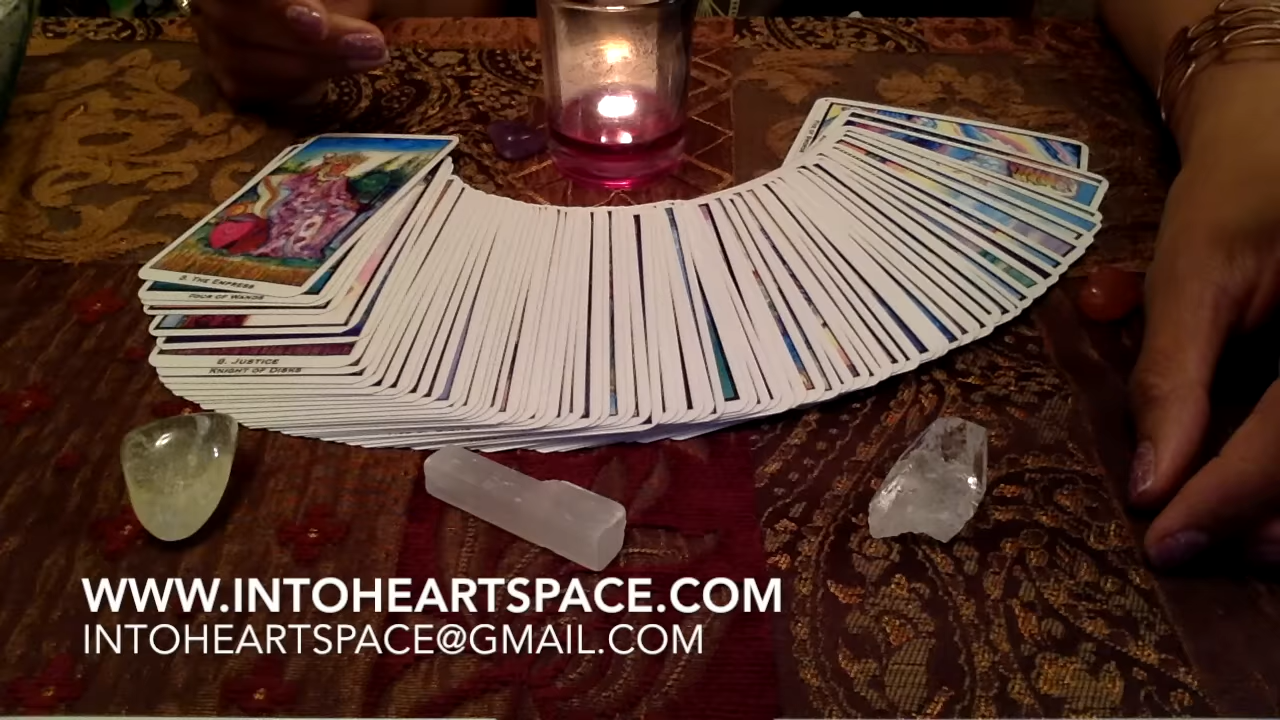 3. THE EMPRESS
FOUR OF WANDS
8. JUSTICE
KNIGHT OF DISKS
WWW.INTOHEARTSPACE.COM
INTOHEARTSPACE@GMAIL.COM